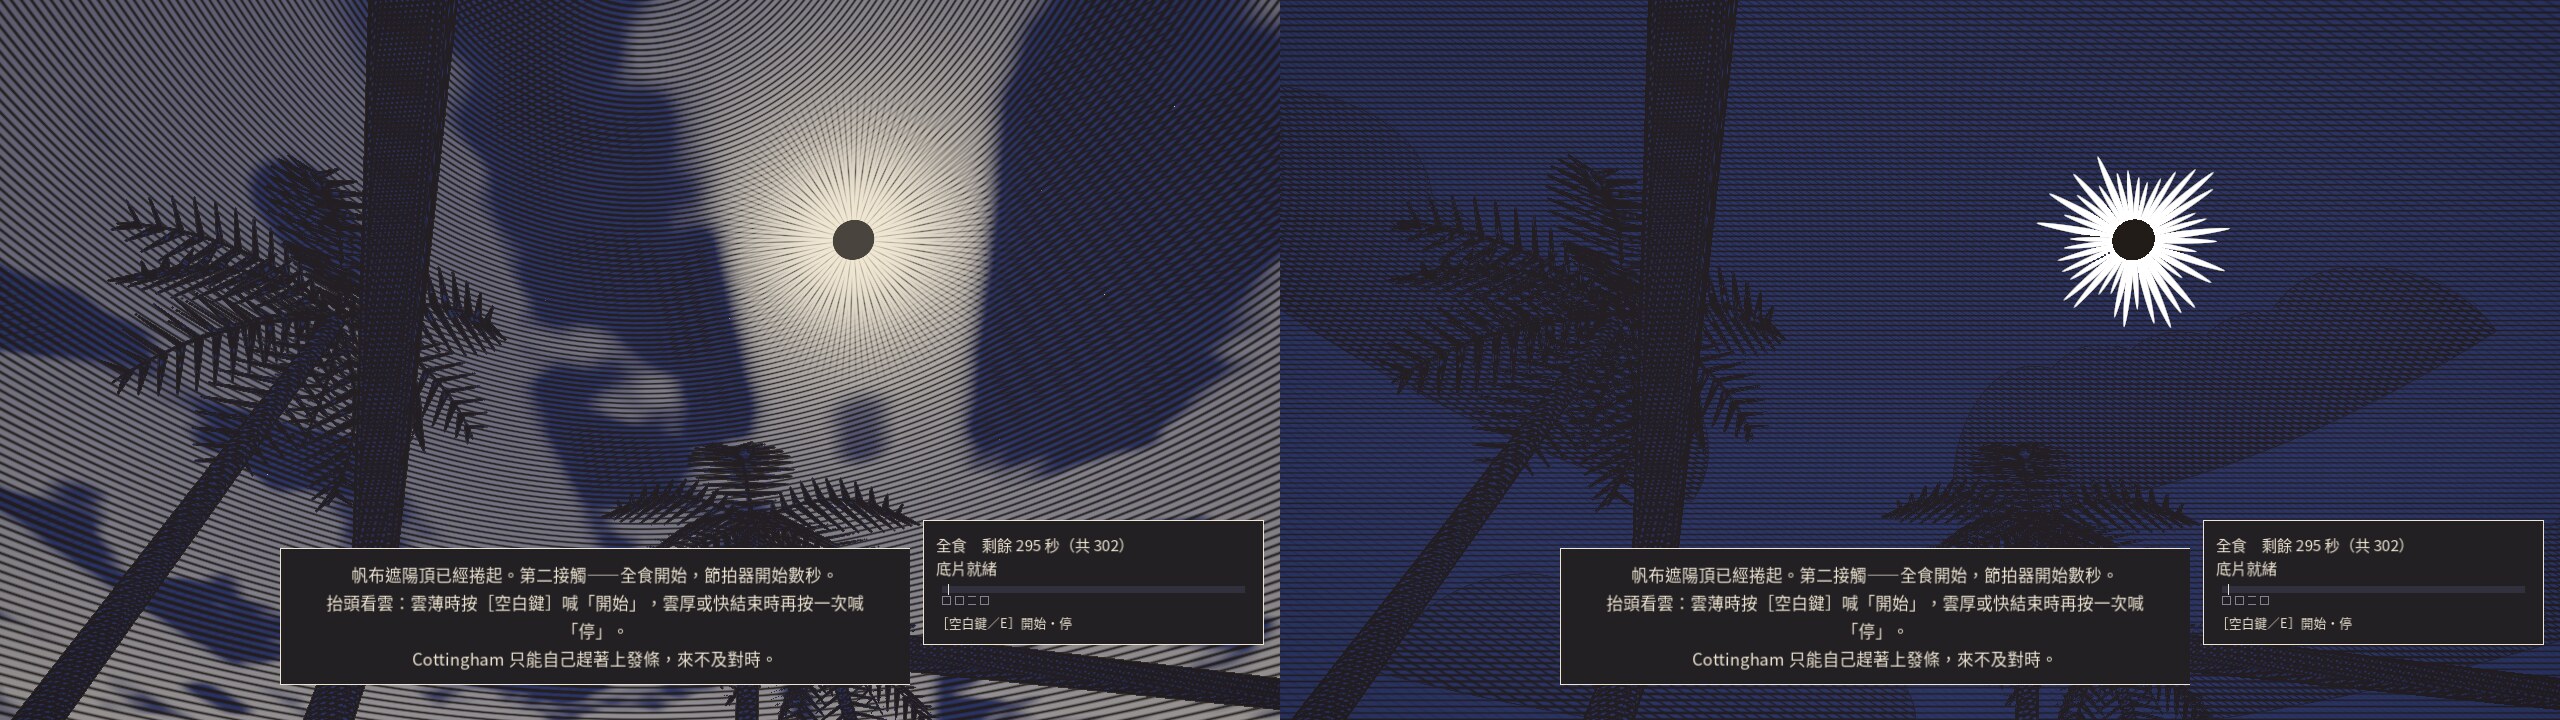 帆布遮陽頂已經捲起。第二接觸——全食開始，節拍器開始數秒。
抬頭看雲：雲薄時按［空白鍵］喊「開始」，雲厚或快結束時再按一次喊
「停」。
Cottingham 只能自己趕著上發條，來不及對時。
全食　剩餘 295 秒（共 302）
底片就緒
［空白鍵／E］開始・停
帆布遮陽頂已經捲起。第二接觸——全食開始，節拍器開始數秒。
抬頭看雲：雲薄時按［空白鍵］喊「開始」，雲厚或快結束時再按一次喊
「停」。
Cottingham 只能自己趕著上發條，來不及對時。
全食　剩餘 295 秒（共 302）
底片就緒
［空白鍵／E］開始・停